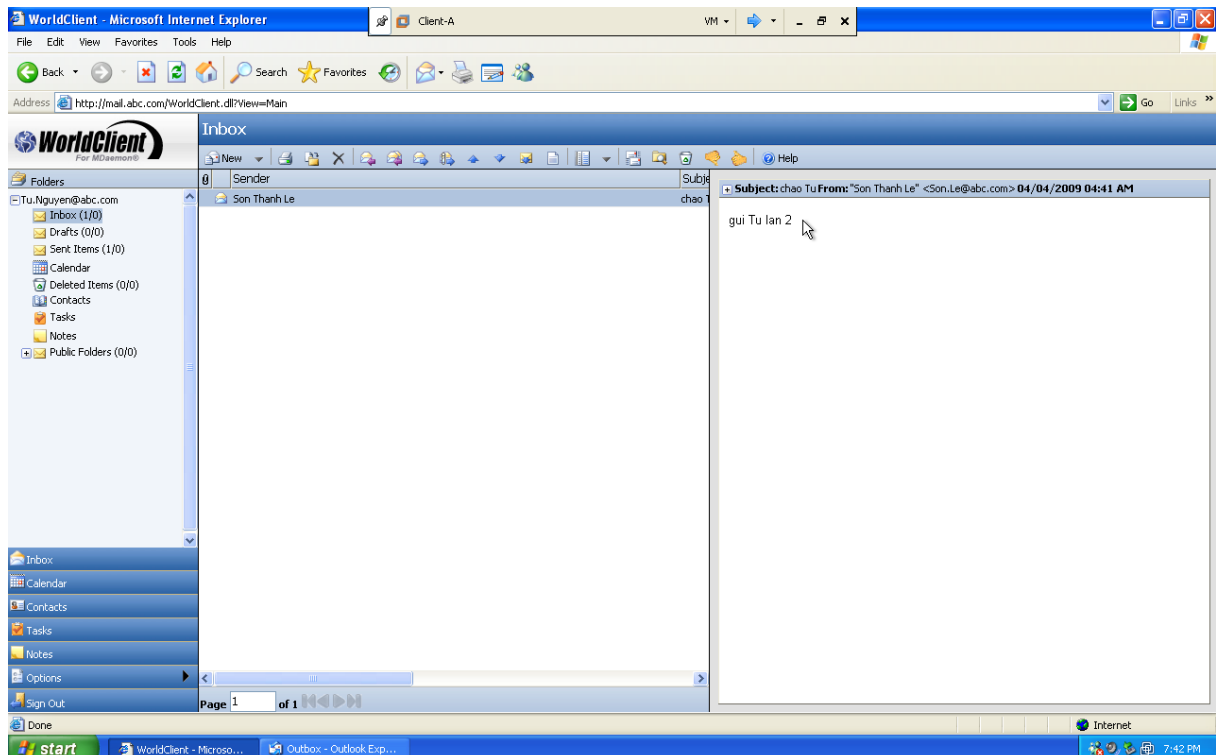 WorldClient - Microsoft Internet Explorer
Client-A
VM
File Edit View Favorites Tools Help
Back Search Favorites
Address http://mail.abc.com/WorldClient.dll?View=Main Go Links »
WorldClient
For MDaemon®
Inbox
New Help
Folders
Sender Subje
Tu.Nguyen@abc.com
Son Thanh Le chao T
Subject: chao Tu From: "Son Thanh Le" <Son.Le@abc.com> 04/04/2009 04:41 AM
gui Tu lan 2
Inbox (1/0)
Drafts (0/0)
Sent Items (1/0)
Calendar
Deleted Items (0/0)
Contacts
Tasks
Notes
Public Folders (0/0)
Inbox
Calendar
Contacts
Tasks
Notes
Options
Sign Out
Page 1 of 1
Done
Internet
start
WorldClient - Microso...
Outbox - Outlook Exp...
7:42 PM